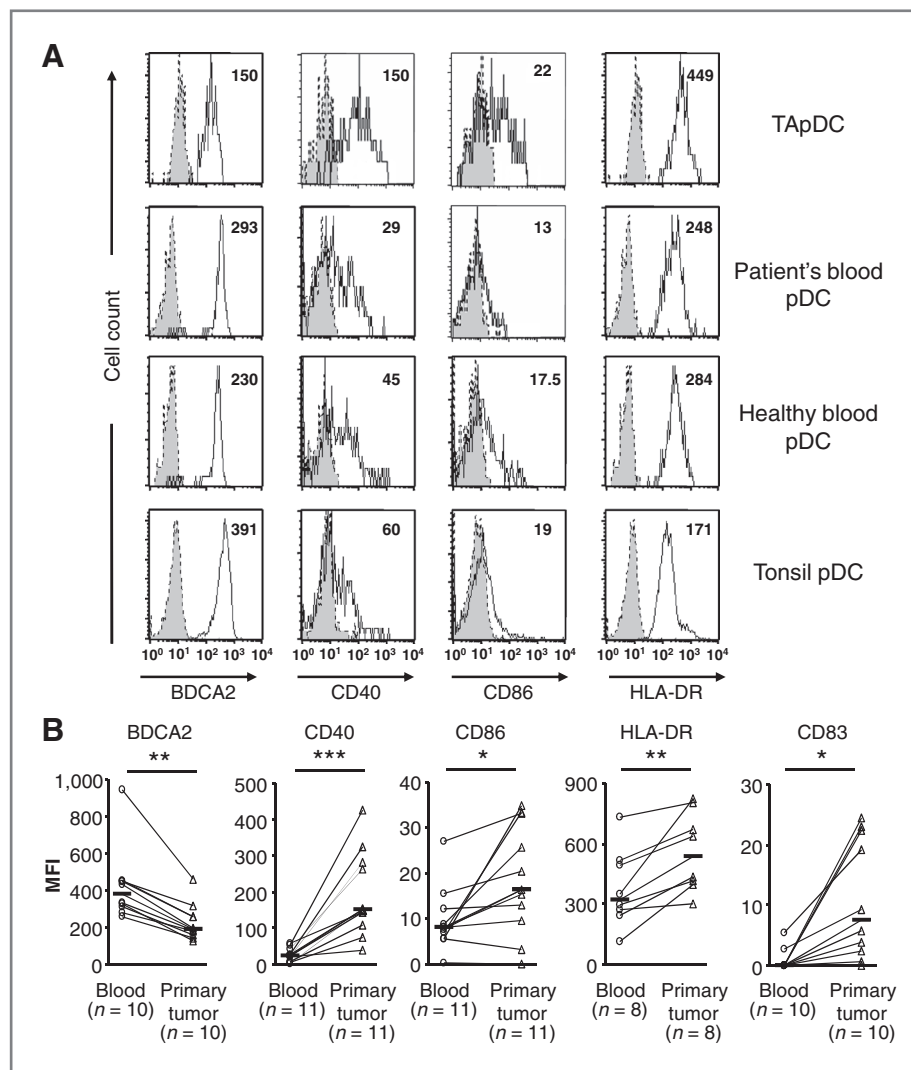 A
150
150
22
449
TApDC
293
29
13
248
Patient's blood
pDC
230
45
17.5
284
Healthy blood
pDC
391
60
19
171
Tonsil pDC
Cell count
10⁰ 10¹ 10² 10³ 10⁴
10⁰ 10¹ 10² 10³ 10⁴
10⁰ 10¹ 10² 10³ 10⁴
10⁰ 10¹ 10² 10³ 10⁴
BDCA2
CD40
CD86
HLA-DR
B
BDCA2
CD40
CD86
HLA-DR
CD83
**
***
*
**
*
MFI
1,000
800
600
400
200
0
500
400
300
200
100
0
40
30
20
10
0
900
600
300
0
30
20
10
0
Blood
(n = 10)
Primary
tumor
(n = 10)
Blood
(n = 11)
Primary
tumor
(n = 11)
Blood
(n = 11)
Primary
tumor
(n = 11)
Blood
(n = 8)
Primary
tumor
(n = 8)
Blood
(n = 10)
Primary
tumor
(n = 10)